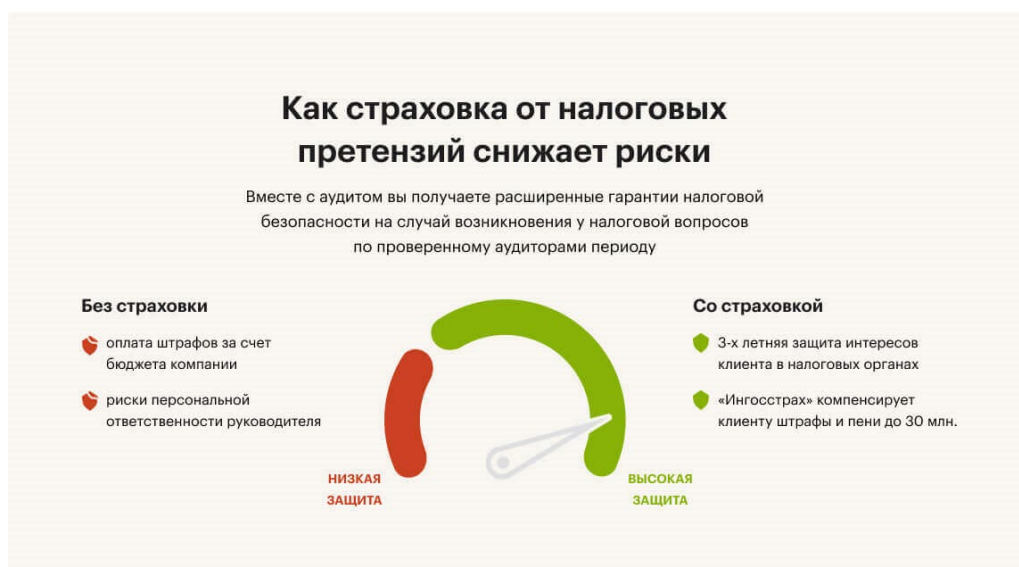 Как страховка от налоговых
претензий снижает риски
Вместе с аудитом вы получаете расширенные гарантии налоговой
безопасности на случай возникновения у налоговой вопросов
по проверенному аудиторами периоду
Без страховки
оплата штрафов за счет
бюджета компании
риски персональной
ответственности руководителя
НИЗКАЯ
ЗАЩИТА
ВЫСОКАЯ
ЗАЩИТА
Со страховкой
3-х летняя защита интересов
клиента в налоговых органах
«Ингосстрах» компенсирует
клиенту штрафы и пени до 30 млн.